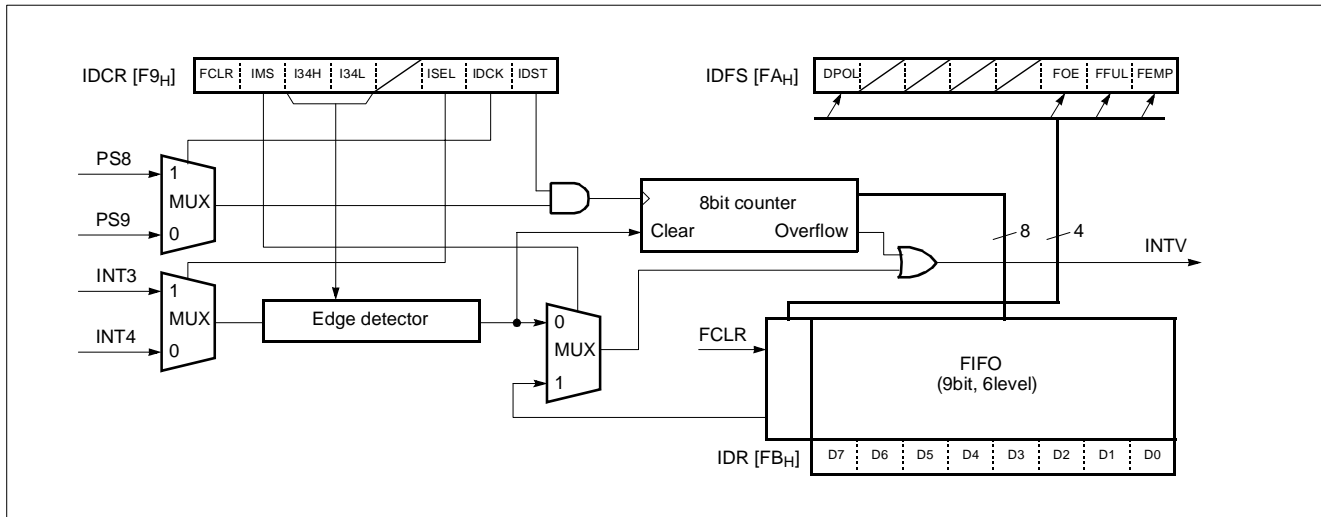 IDCR [F9H]
FCLR IMS I34H I34L ISEL IDCK IDST
IDFS [FAH]
DPOL FOE FFUL FEMP
PS8
1
MUX
PS9
0
8bit counter
Clear Overflow
8
4
INTV
INT3
1
MUX
INT4
0
Edge detector
0
MUX
1
FCLR
FIFO
(9bit, 6level)
IDR [FBH]
D7 D6 D5 D4 D3 D2 D1 D0